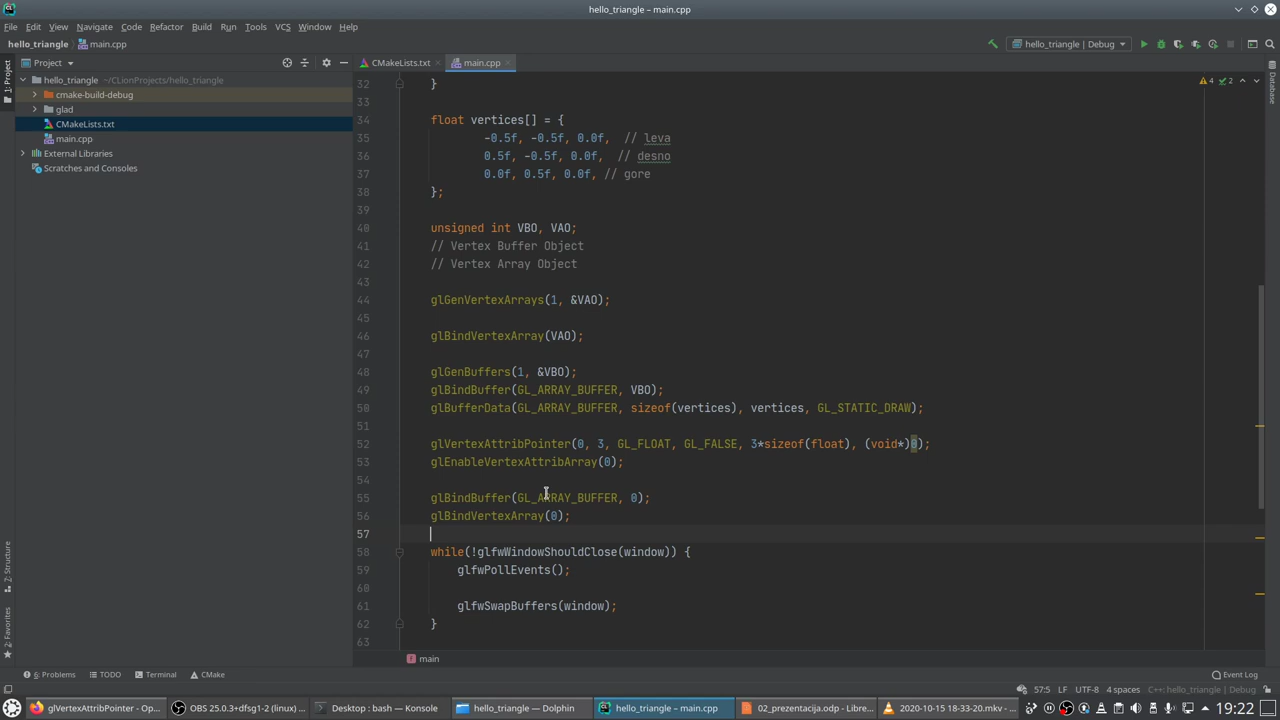 hello_triangle – main.cpp
File Edit View Navigate Code Refactor Build Run Tools VCS Window Help
hello_triangle main.cpp
hello_triangle | Debug
Project
CMakeLists.txt
main.cpp
hello_triangle ~/CLionProjects/hello_triangle
cmake-build-debug
glad
CMakeLists.txt
main.cpp
External Libraries
Scratches and Consoles
1: Project
7: Structure
2: Favorites
Database
4 2
32 }
33
34 float vertices[] = {
35 -0.5f, -0.5f, 0.0f, // leva
36 0.5f, -0.5f, 0.0f, // desno
37 0.0f, 0.5f, 0.0f, // gore
38 };
39
40 unsigned int VBO, VAO;
41 // Vertex Buffer Object
42 // Vertex Array Object
43
44 glGenVertexArrays(1, &VAO);
45
46 glBindVertexArray(VAO);
47
48 glGenBuffers(1, &VBO);
49 glBindBuffer(GL_ARRAY_BUFFER, VBO);
50 glBufferData(GL_ARRAY_BUFFER, sizeof(vertices), vertices, GL_STATIC_DRAW);
51
52 glVertexAttribPointer(0, 3, GL_FLOAT, GL_FALSE, 3*sizeof(float), (void*)0);
53 glEnableVertexAttribArray(0);
54
55 glBindBuffer(GL_ARRAY_BUFFER, 0);
56 glBindVertexArray(0);
57
58 while(!glfwWindowShouldClose(window)) {
59 glfwPollEvents();
60
61 glfwSwapBuffers(window);
62 }
63
main
6: Problems TODO Terminal CMake Event Log
57:5 LF UTF-8 4 spaces C++: hello_triangle | Debug
glVertexAttribPointer - Op... OBS 25.0.3+dfsg1-2 (linux) ... Desktop : bash — Konsole hello_triangle — Dolphin hello_triangle – main.cpp 02_prezentacija.odp - Libre... 2020-10-15 18-33-20.mkv - ... 19:22